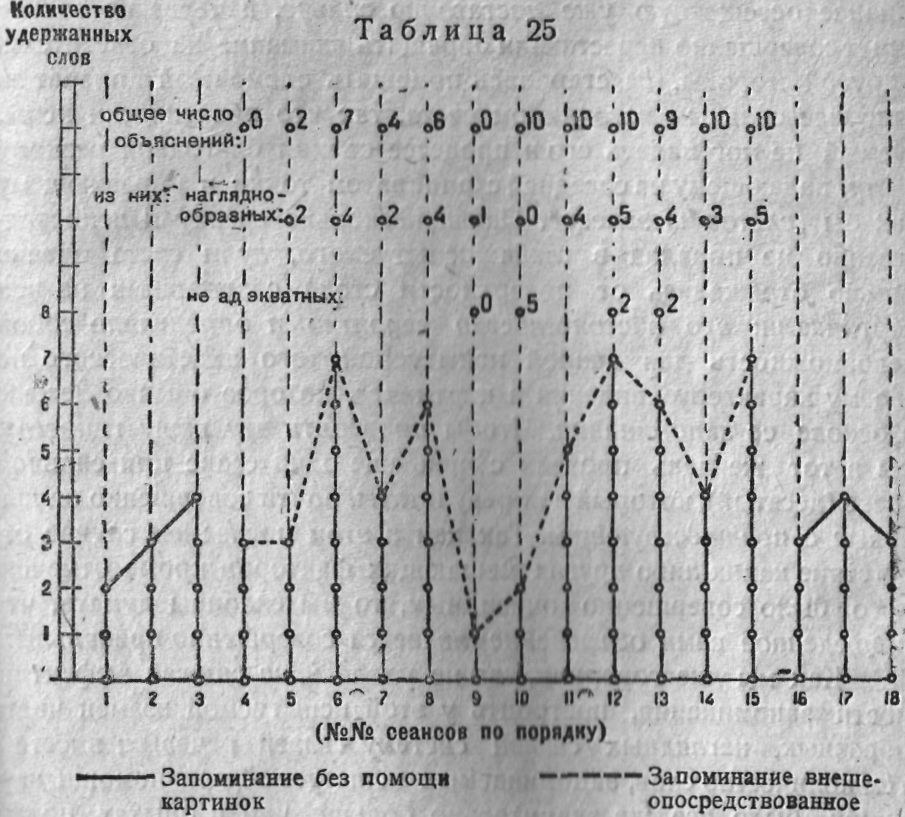 Количество
удержанных
слов
Таблица 25
общее число
объяснений: 0 2 7 4 6 0 10 10 10 9 10 10
из них: наглядно-
образных: 2 4 2 4 1 0 4 5 4 3 5
не адэкватных:
0 5 2 2
8
7
6
5
4
3
2
1
1 2 3 4 5 6 7 8 9 10 11 12 13 14 15 16 17 18
(№№ сеансов по порядку)
Запоминание без помощи
картинок
Запоминание внеше-
опосредствованное